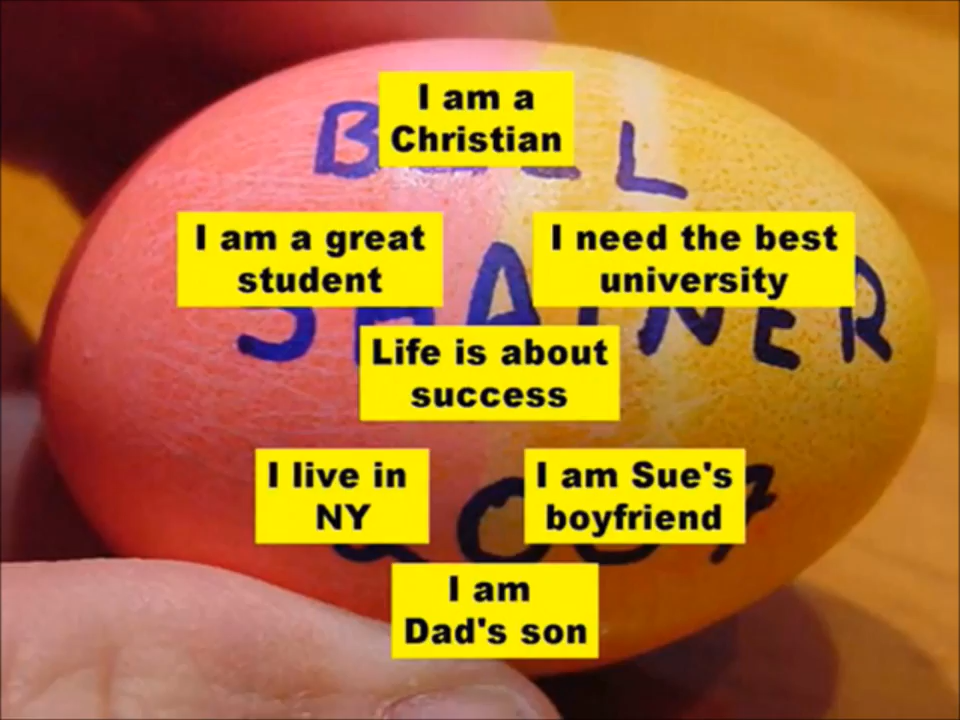 I am a
Christian
I am a great
student
I need the best
university
Life is about
success
I live in
NY
I am Sue's
boyfriend
I am
Dad's son